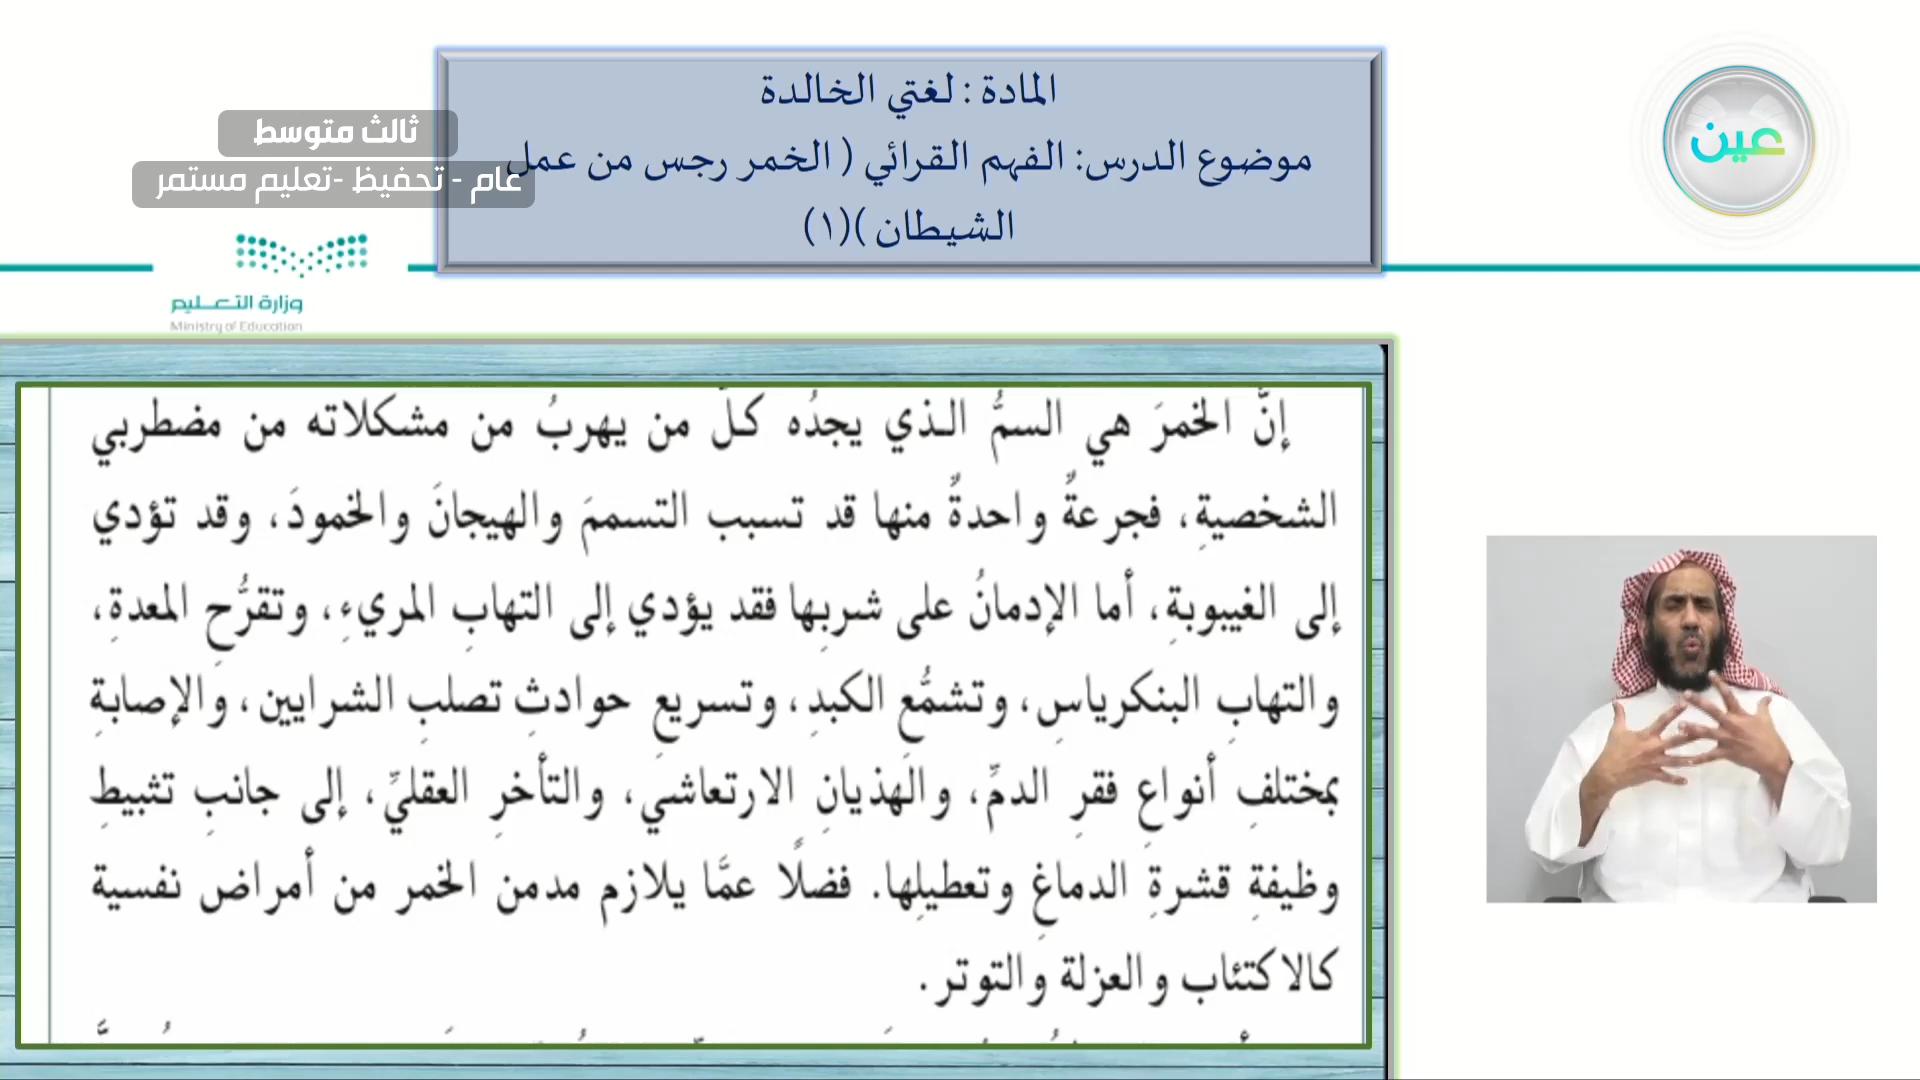 المادة : لغتي الخالدة
موضوع الدرس: الفهم القرائي ( الخمر رجس من عمل
الشيطان )(١)
عين
ثالث متوسط
عام - تحفيظ -تعليم مستمر
وزارة التعليم
Ministry of Education
إنَّ الخمرَ هي السمُّ الذي يجدُه كلّ من يهربُ من مشكلاته من مضطربي
الشخصيةِ، فجرعةٌ واحدةٌ منها قد تسبب التسممَ والهيجانَ والخمودَ، وقد تؤدي
إلى الغيبوبةِ، أما الإدمانُ على شربِها فقد يؤدي إلى التهابِ المريءِ، وتقرُّحِ المعدةِ،
والتهابِ البنكرياسِ، وتشمُّعِ الكبدِ، وتسريعِ حوادثِ تصلبِ الشرايين، والإصابةِ
بمختلفِ أنواعِ فقرِ الدمِّ، والهذيانِ الارتعاشي، والتأخرِ العقليِّ، إلى جانبِ تثبيطِ
وظيفةِ قشرةِ الدماغِ وتعطيلِها. فضلًا عمَّا يلازم مدمن الخمر من أمراض نفسية
كالاكتئاب والعزلة والتوتر.